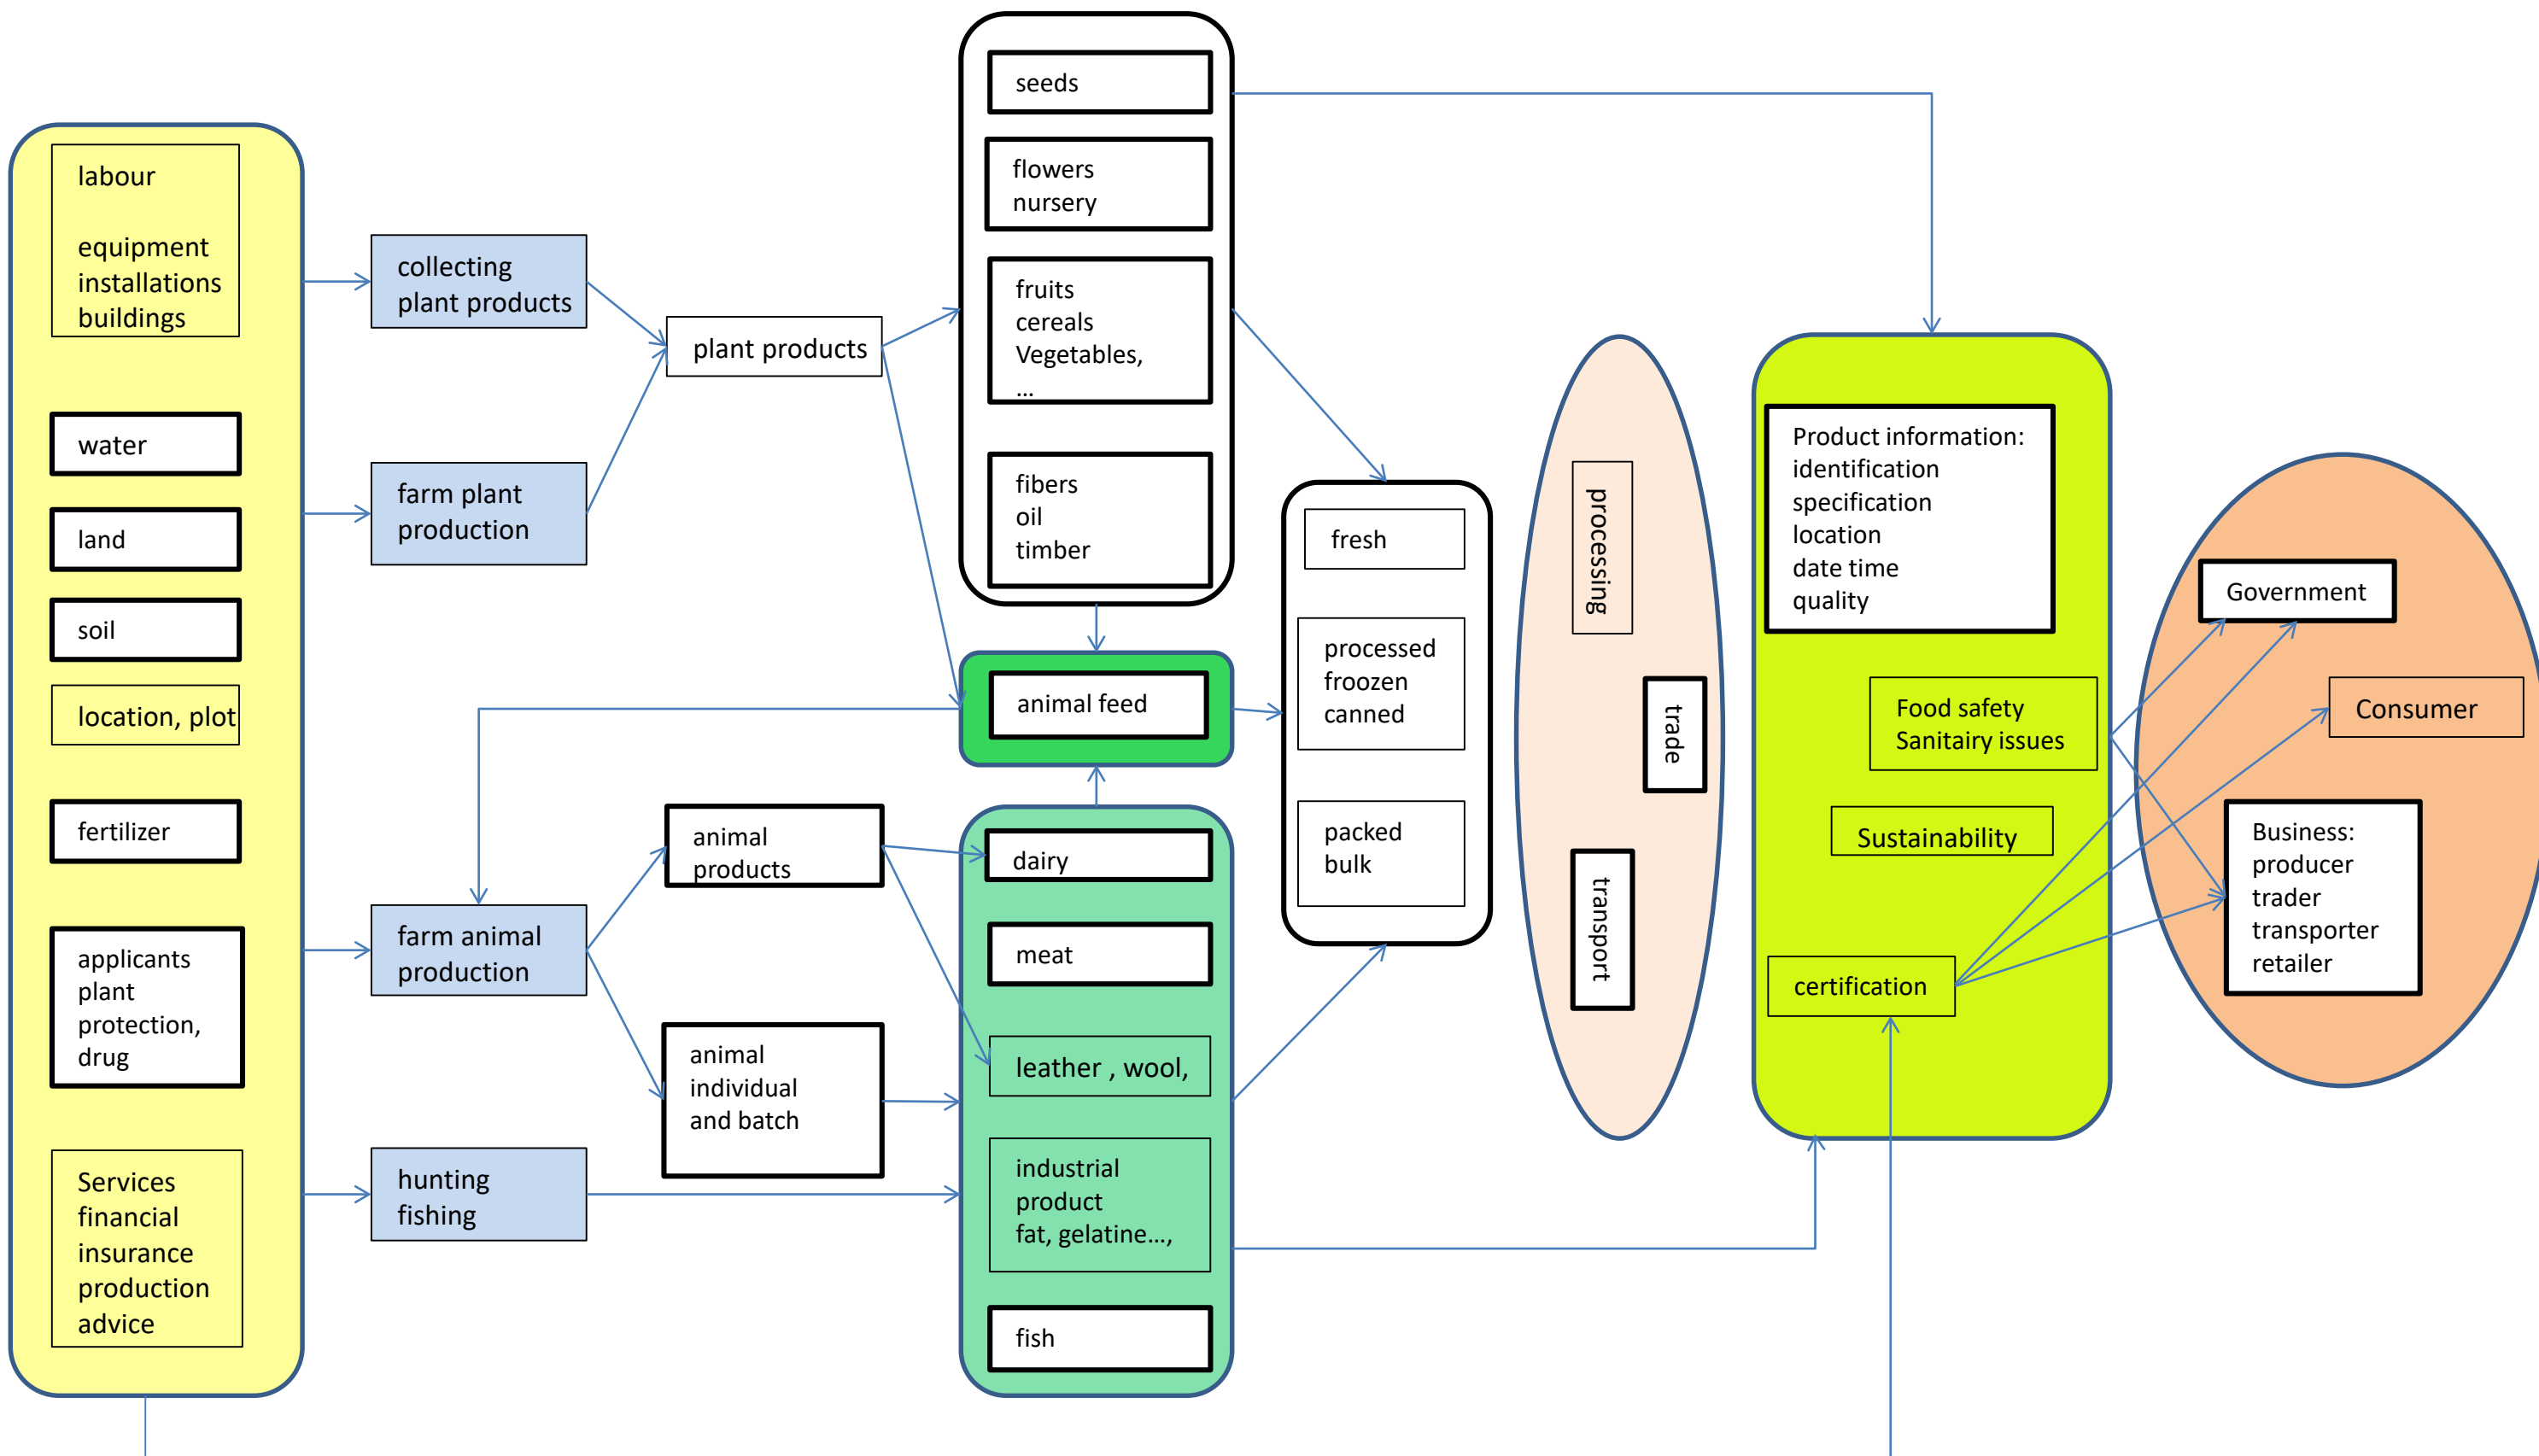 labour
equipment
installations
buildings
water
land
soil
location, plot
fertilizer
applicants
plant
protection,
drug
Services
financial
insurance
production
advice
collecting
plant products
farm plant
production
farm animal
production
hunting
fishing
plant products
animal
products
animal
individual
and batch
seeds
flowers
nursery
fruits
cereals
Vegetables,
...
fibers
oil
timber
animal feed
dairy
meat
leather , wool,
industrial
product
fat, gelatine...,
fish
fresh
processed
froozen
canned
packed
bulk
processing
trade
transport
Product information:
identification
specification
location
date time
quality
Food safety
Sanitairy issues
Sustainability
certification
Government
Consumer
Business:
producer
trader
transporter
retailer